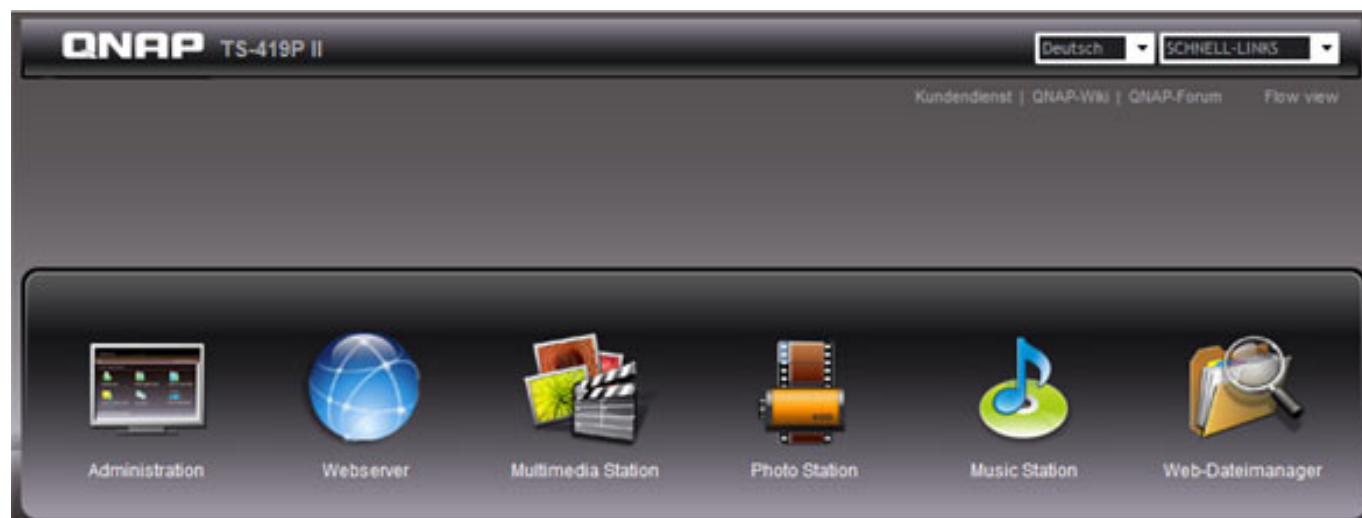 QNAP TS-419P II Deutsch SCHNELL-LINKS
Kundendienst | QNAP-Wiki | QNAP-Forum Flow view
Administration Webserver Multimedia Station Photo Station Music Station Web-Dateimanager